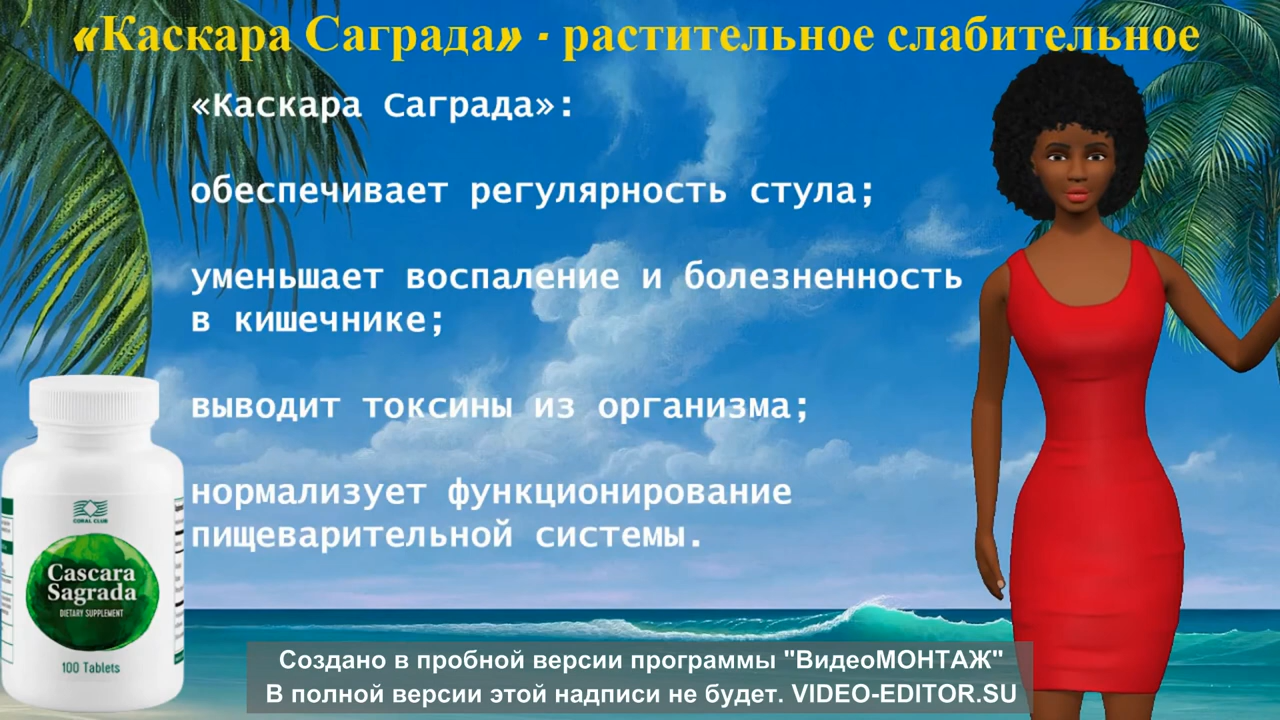 «Каскара Саграда» - растительное слабительное
«Каскара Саграда»:
обеспечивает регулярность стула;
уменьшает воспаление и болезненность
в кишечнике;
выводит токсины из организма;
нормализует функционирование
пищеварительной системы.
CORAL CLUB
Cascara
Sagrada
DIETARY SUPPLEMENT
100 Tablets
Создано в пробной версии программы "ВидеоМОНТАЖ"
В полной версии этой надписи не будет. VIDEO-EDITOR.SU